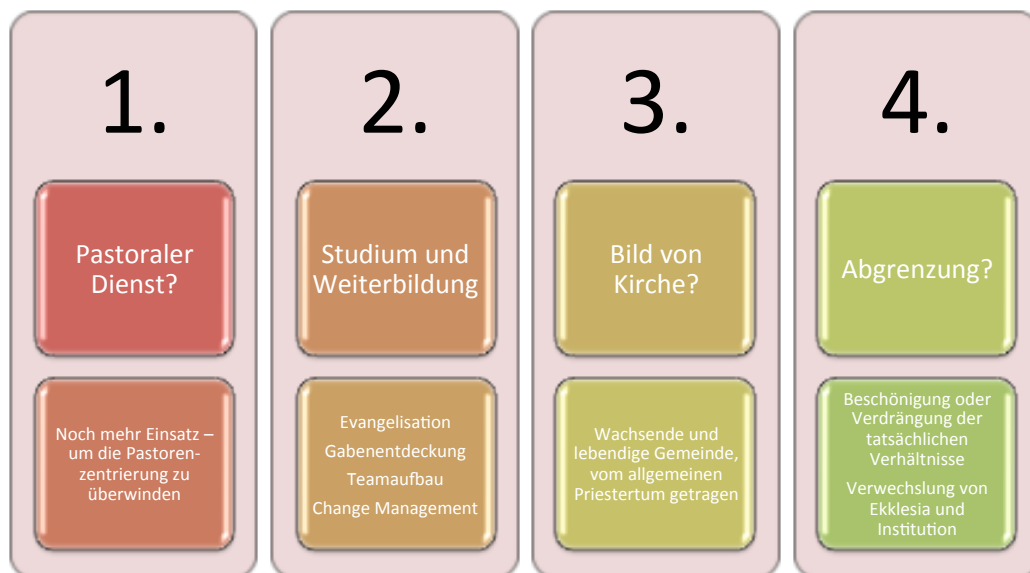 1.
Pastoraler
Dienst?
Noch mehr Einsatz –
um die Pastoren-
zentrierung zu
überwinden
2.
Studium und
Weiterbildung
Evangelisation
Gabenentdeckung
Teamaufbau
Change Management
3.
Bild von
Kirche?
Wachsende und
lebendige Gemeinde,
vom allgemeinen
Priestertum getragen
4.
Abgrenzung?
Beschönigung oder
Verdrängung der
tatsächlichen
Verhältnisse
Verwechslung von
Ekklesia und
Institution